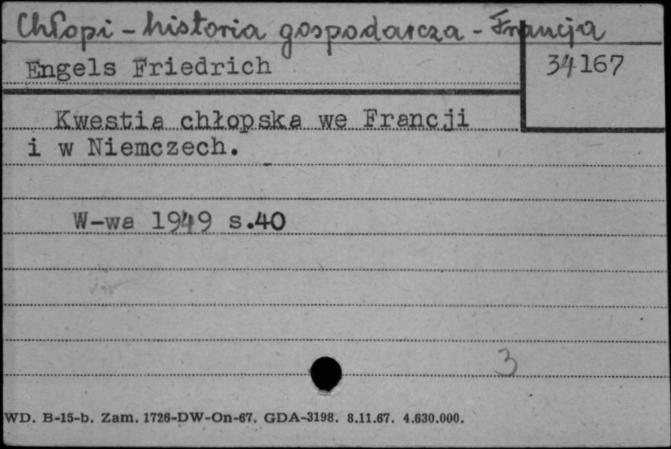 Chłopi - historia gospodarcza - Francja
Engels Friedrich
34167
Kwestia chłopska we Francji
i w Niemczech.
W-wa 1949 s.40
3
WD. B-15-b. Zam. 1726-DW-On-67. GDA-3198. 8.11.67. 4.630.000.